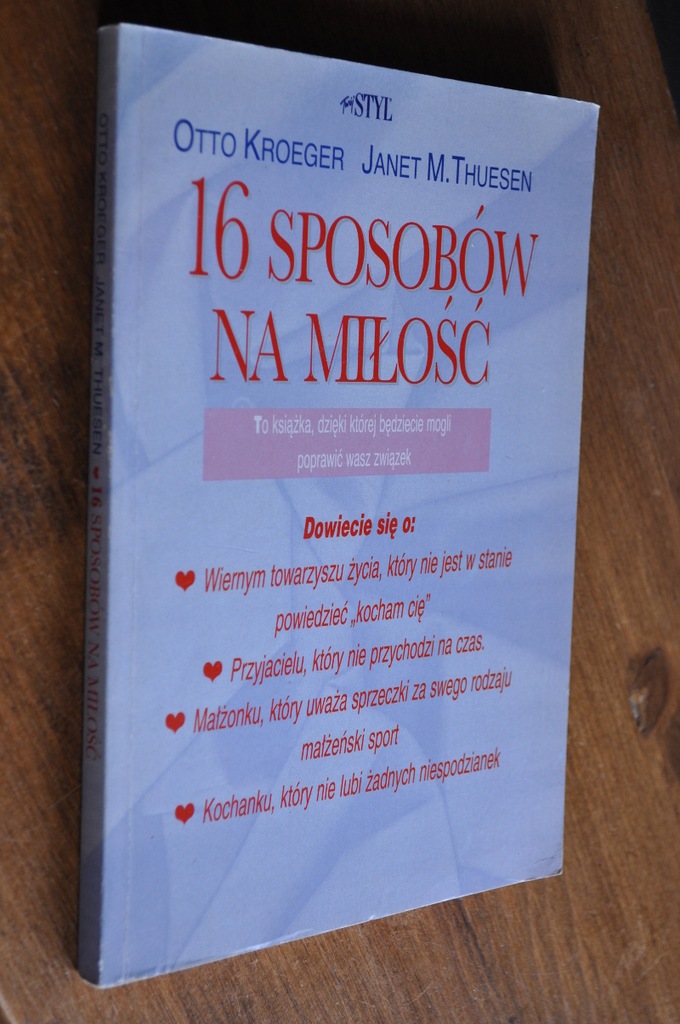 Twój STYL
OTTO KROEGER JANET M. THUESEN
16 SPOSOBÓW
NA MIŁOŚĆ
To książka, dzięki której będziecie mogli
poprawić wasz związek
Dowiecie się o:
❤ Wiernym towarzyszu życia, który nie jest w stanie
powiedzieć „kocham cię”
❤ Przyjacielu, który nie przychodzi na czas.
❤ Małżonku, który uważa sprzeczki za swego rodzaju
małżeński sport
❤ Kochanku, który nie lubi żadnych niespodzianek
OTTO KROEGER JANET M. THUESEN ❤ 16 SPOSOBÓW NA MIŁOŚĆ